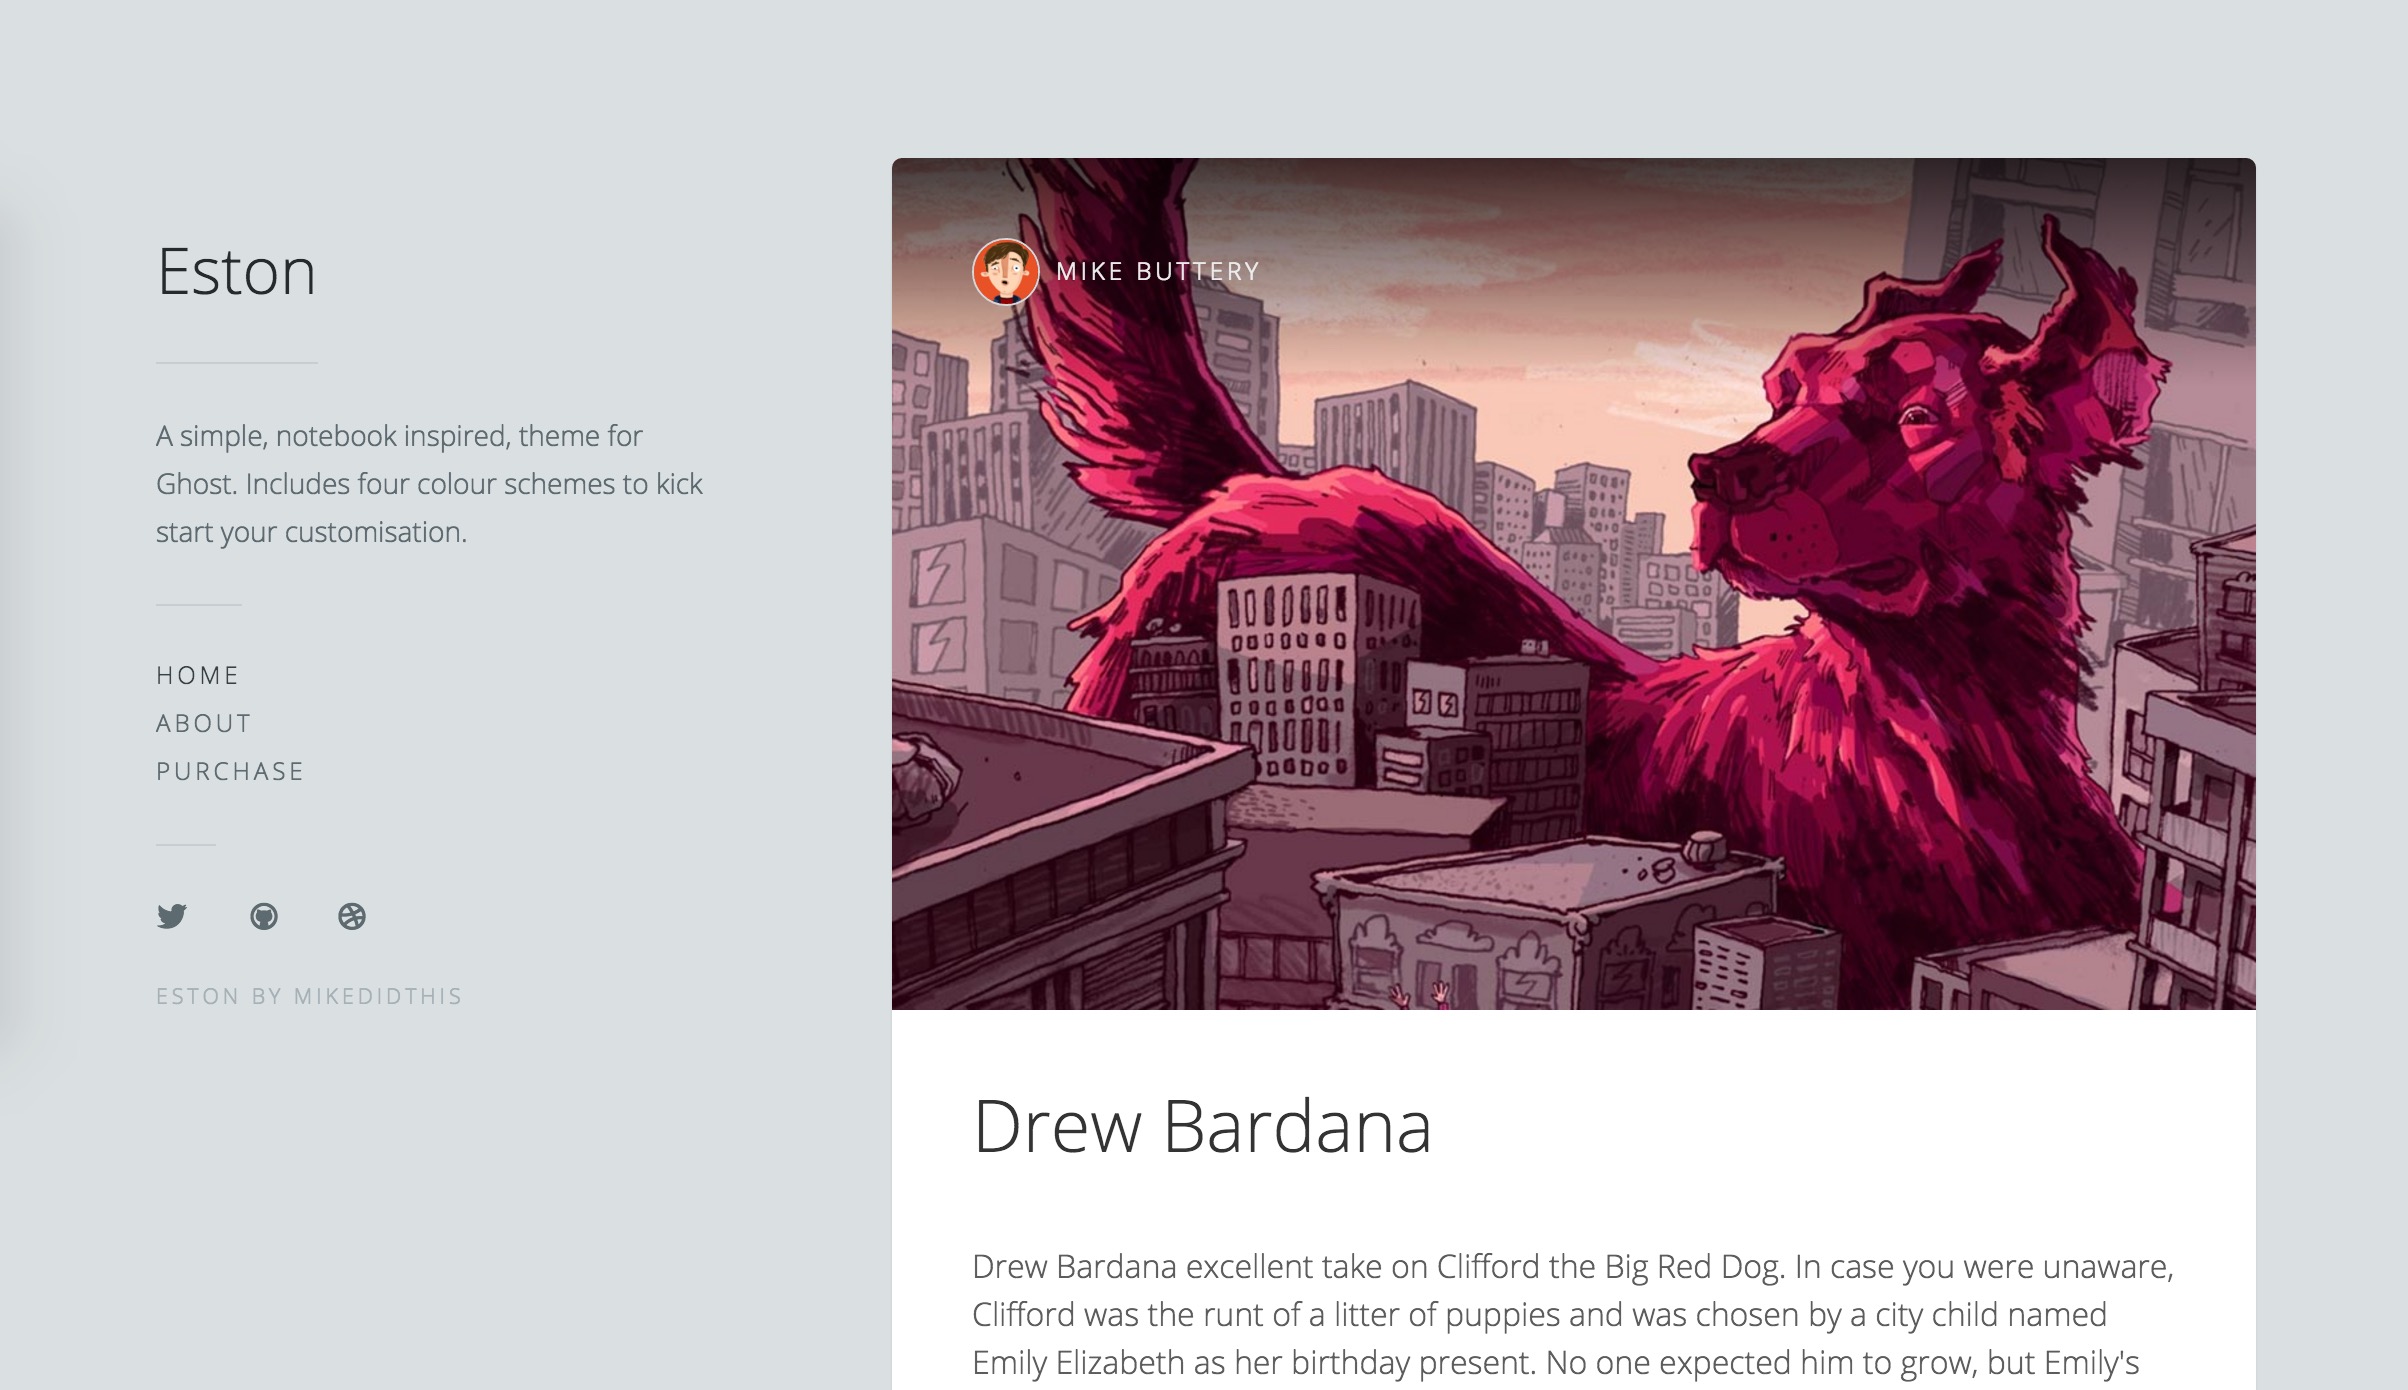 Eston
A simple, notebook inspired, theme for
Ghost. Includes four colour schemes to kick
start your customisation.
HOME
ABOUT
PURCHASE
ESTON BY MIKEDIDTHIS
MIKE BUTTERY
Drew Bardana
Drew Bardana excellent take on Clifford the Big Red Dog. In case you were unaware,
Clifford was the runt of a litter of puppies and was chosen by a city child named
Emily Elizabeth as her birthday present. No one expected him to grow, but Emily's